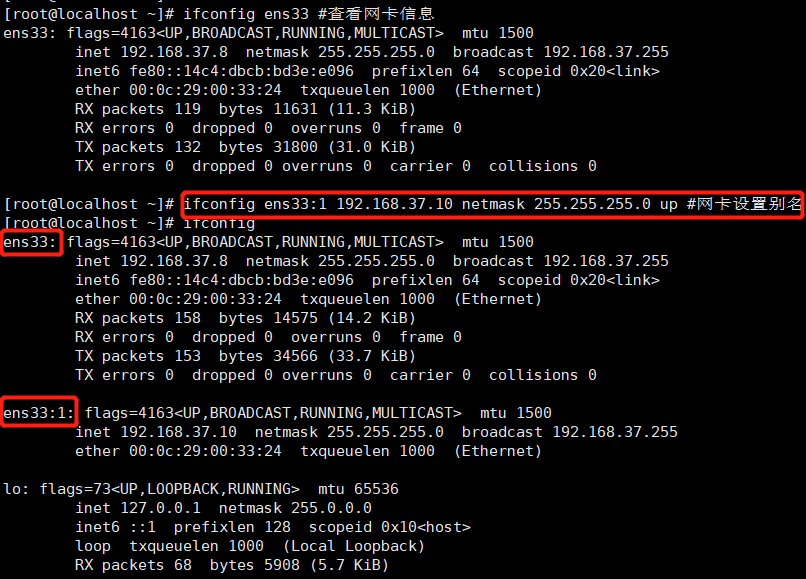 [root@localhost ~]# ifconfig ens33 #查看网卡信息
ens33: flags=4163<UP,BROADCAST,RUNNING,MULTICAST>  mtu 1500
        inet 192.168.37.8  netmask 255.255.255.0  broadcast 192.168.37.255
        inet6 fe80::14c4:dbcb:bd3e:e096  prefixlen 64  scopeid 0x20<link>
        ether 00:0c:29:00:33:24  txqueuelen 1000  (Ethernet)
        RX packets 119  bytes 11631 (11.3 KiB)
        RX errors 0  dropped 0  overruns 0  frame 0
        TX packets 132  bytes 31800 (31.0 KiB)
        TX errors 0  dropped 0 overruns 0  carrier 0  collisions 0
[root@localhost ~]# ifconfig ens33:1 192.168.37.10 netmask 255.255.255.0 up #网卡设置别名
[root@localhost ~]# ifconfig
ens33: flags=4163<UP,BROADCAST,RUNNING,MULTICAST>  mtu 1500
        inet 192.168.37.8  netmask 255.255.255.0  broadcast 192.168.37.255
        inet6 fe80::14c4:dbcb:bd3e:e096  prefixlen 64  scopeid 0x20<link>
        ether 00:0c:29:00:33:24  txqueuelen 1000  (Ethernet)
        RX packets 158  bytes 14575 (14.2 KiB)
        RX errors 0  dropped 0  overruns 0  frame 0
        TX packets 153  bytes 34566 (33.7 KiB)
        TX errors 0  dropped 0 overruns 0  carrier 0  collisions 0
ens33:1: flags=4163<UP,BROADCAST,RUNNING,MULTICAST>  mtu 1500
        inet 192.168.37.10  netmask 255.255.255.0  broadcast 192.168.37.255
        ether 00:0c:29:00:33:24  txqueuelen 1000  (Ethernet)
lo: flags=73<UP,LOOPBACK,RUNNING>  mtu 65536
        inet 127.0.0.1  netmask 255.0.0.0
        inet6 ::1  prefixlen 128  scopeid 0x10<host>
        loop  txqueuelen 1000  (Local Loopback)
        RX packets 68  bytes 5908 (5.7 KiB)